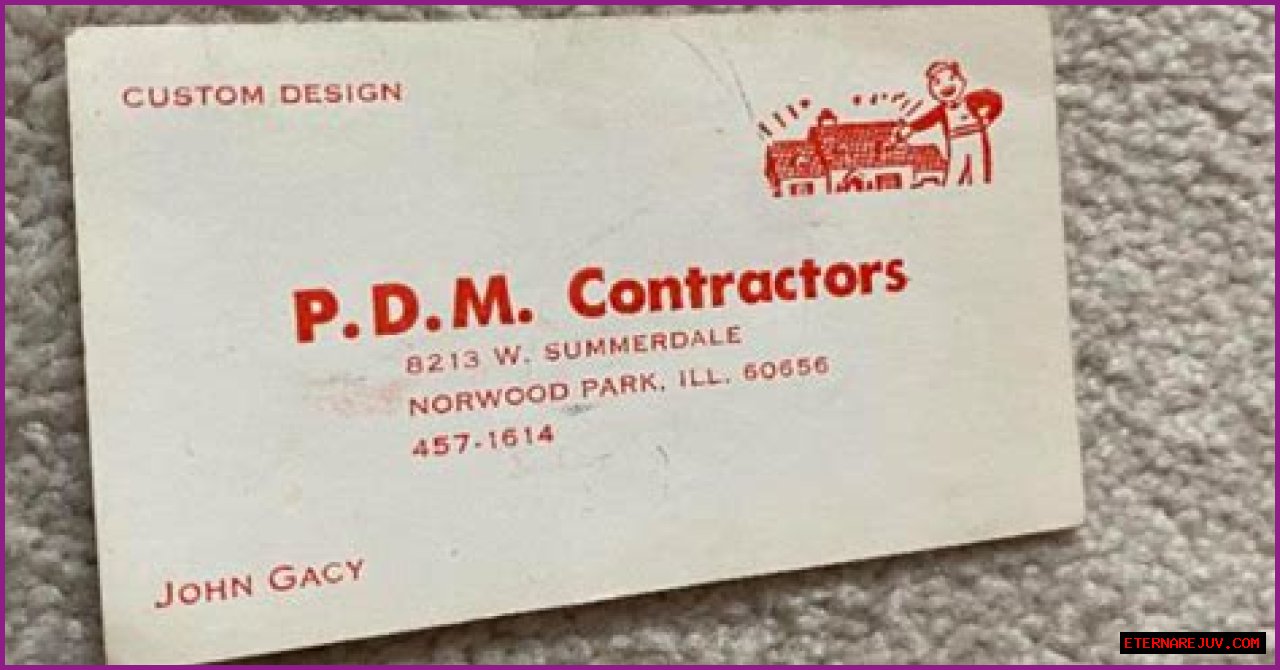 CUSTOM DESIGN
P.D.M. Contractors
8213 W. SUMMERDALE
NORWOOD PARK, ILL. 60656
457-1614
JOHN GACY
ETERNAREJUV.COM